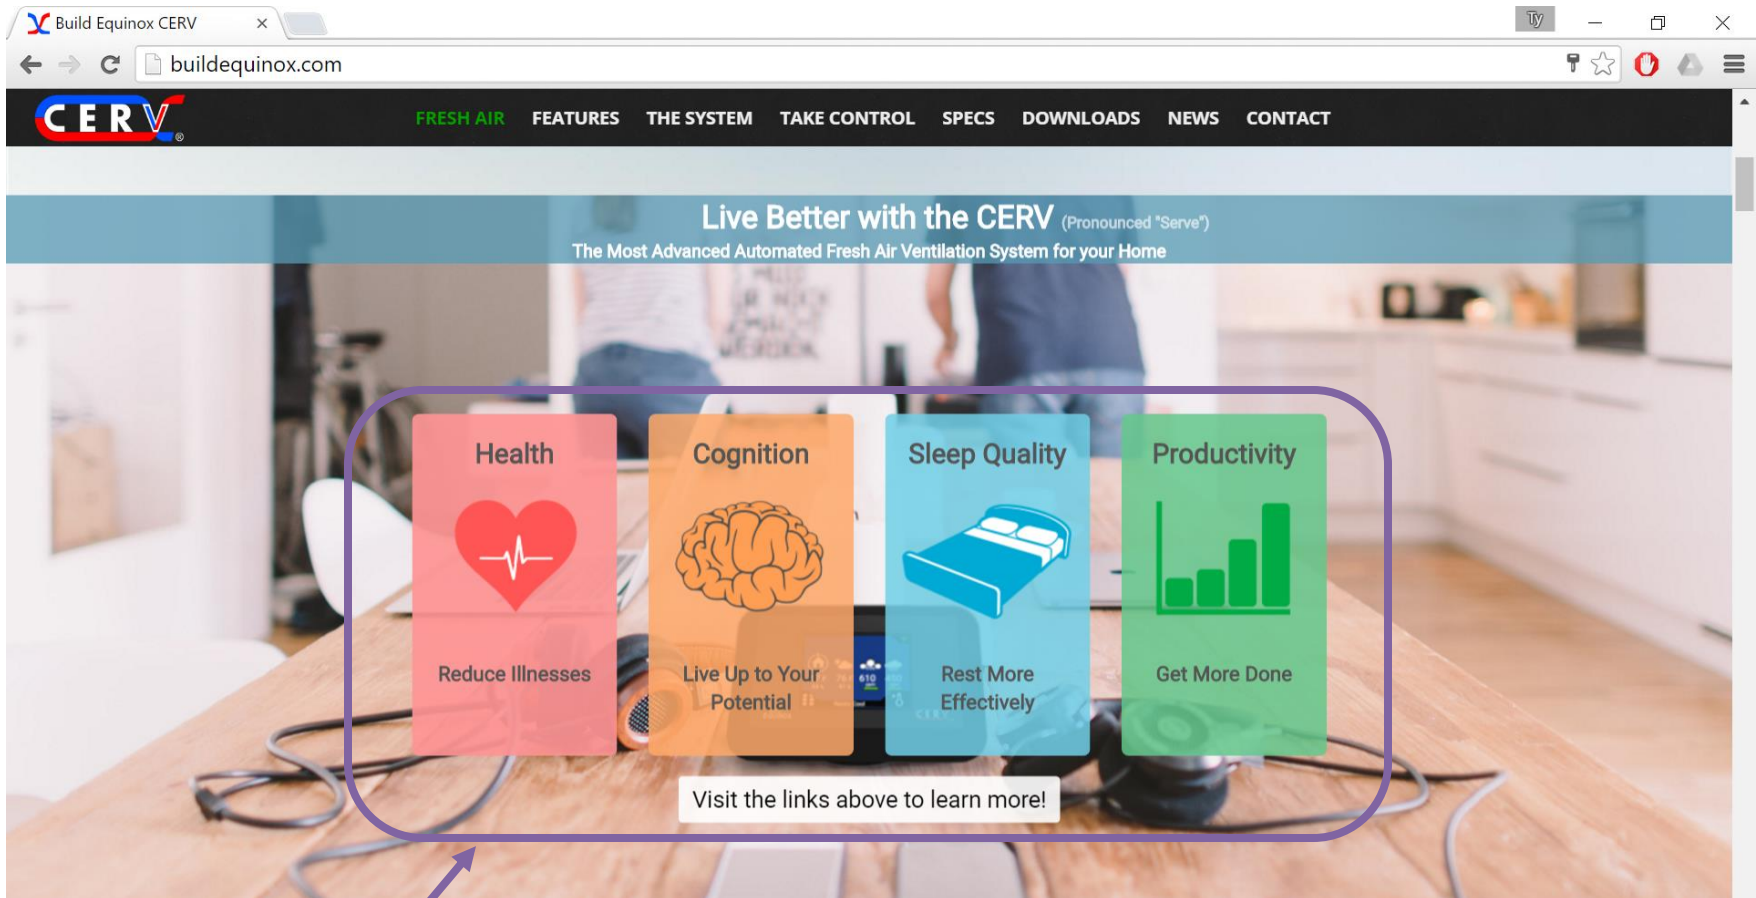 Build Equinox CERV
Ty
buildequinox.com
CERV®
FRESH AIR FEATURES THE SYSTEM TAKE CONTROL SPECS DOWNLOADS NEWS CONTACT
Live Better with the CERV (Pronounced "Serve")
The Most Advanced Automated Fresh Air Ventilation System for your Home
Health
Reduce Illnesses
Cognition
Live Up to Your
Potential
Sleep Quality
Rest More
Effectively
Productivity
Get More Done
610
CERV
Visit the links above to learn more!